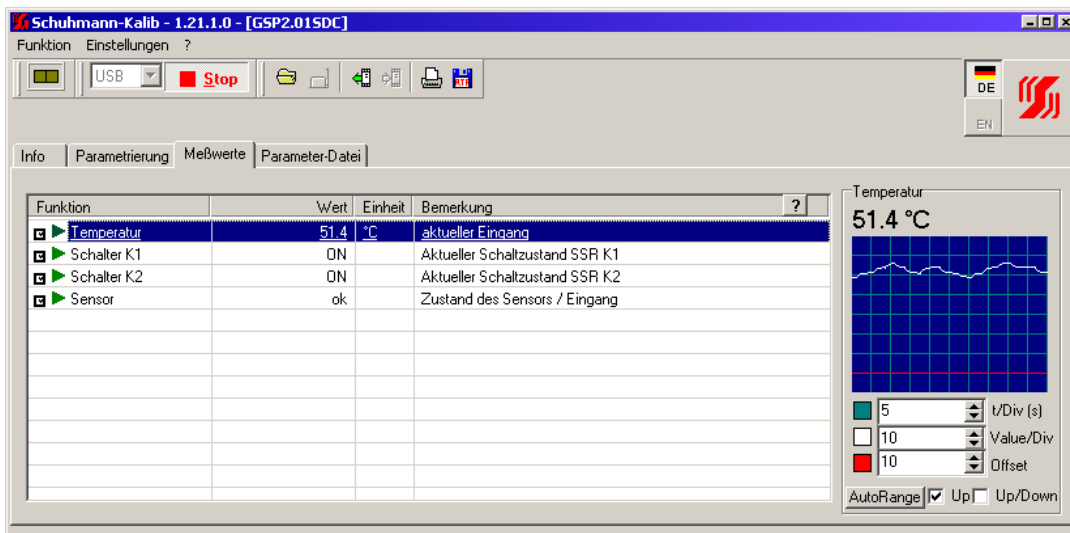 Schuhmann-Kalib - 1.21.1.0 - [GSP2.01SDC]
Funktion Einstellungen ?
USB Stop RTF
DE
EN
Info Parametrierung Meßwerte Parameter-Datei
Funktion Wert Einheit Bemerkung ?
Temperatur 51.4 °C aktueller Eingang
Schalter K1 ON Aktueller Schaltzustand SSR K1
Schalter K2 ON Aktueller Schaltzustand SSR K2
Sensor ok Zustand des Sensors / Eingang
Temperatur
51.4 °C
5 t/Div (s)
10 Value/Div
10 Offset
AutoRange Up Up/Down